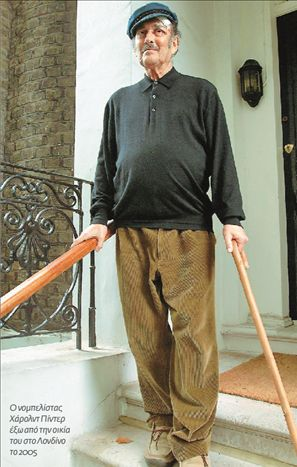 Ο νομπελίστας
Χάρολντ Πίντερ
έξω από την οικία
του στο Λονδίνο
το 2005